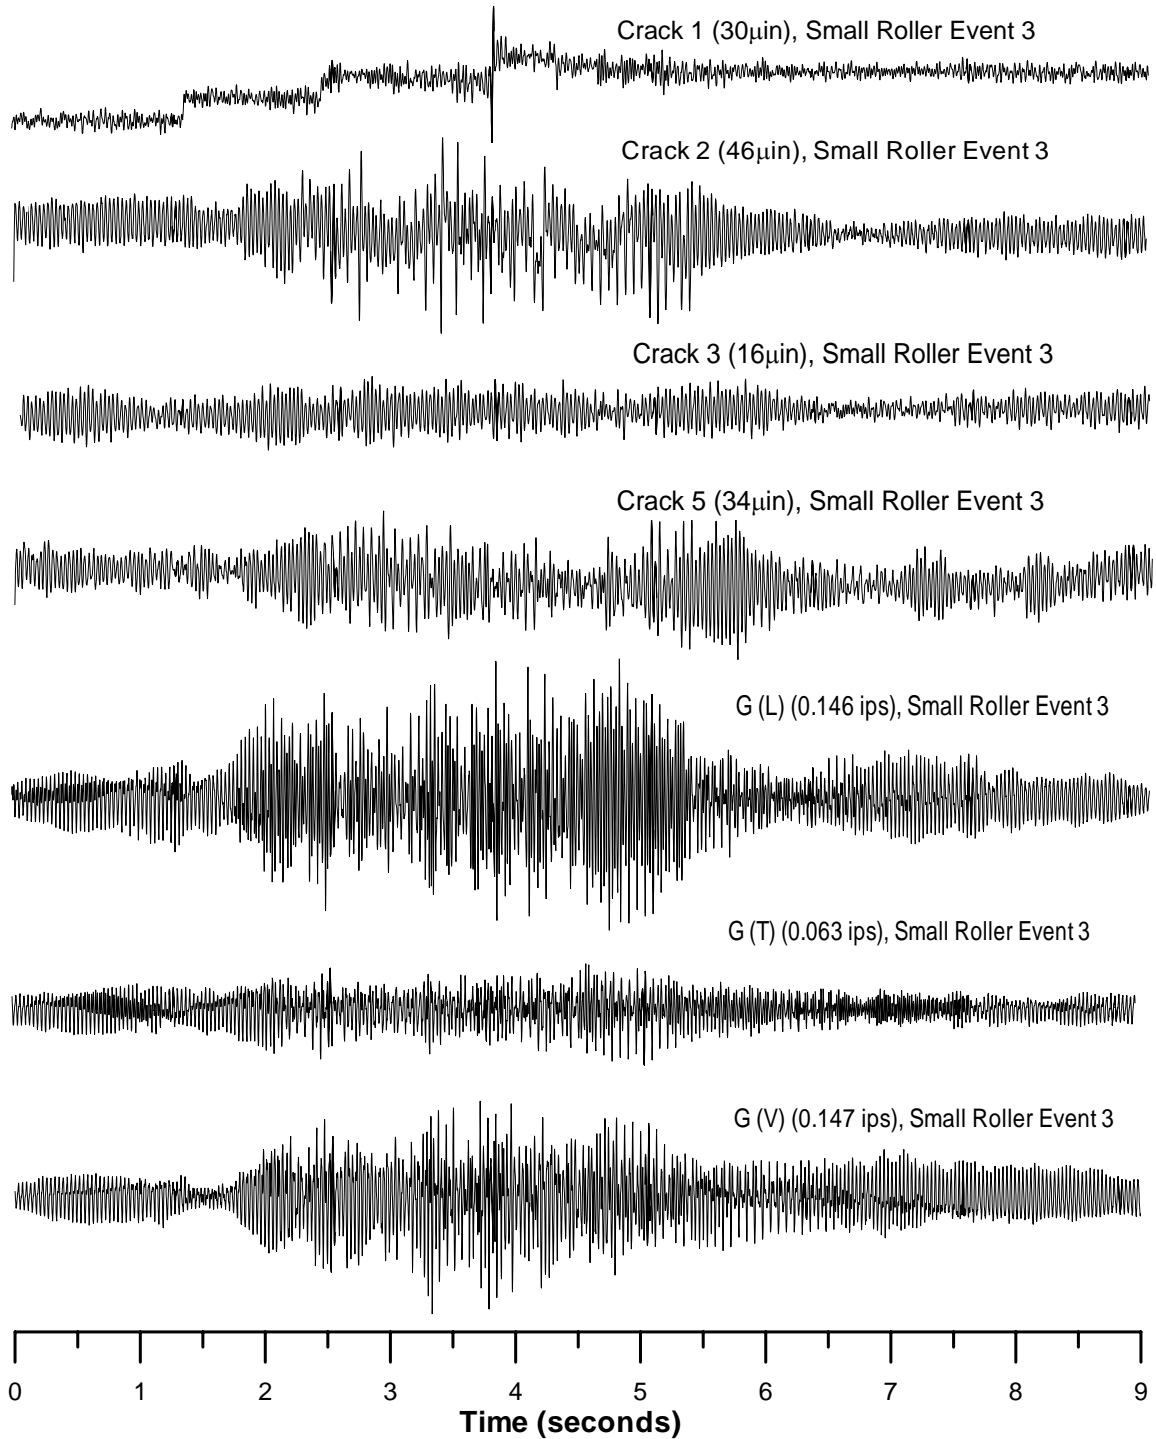 Crack 1 (30μin), Small Roller Event 3
Crack 2 (46μin), Small Roller Event 3
Crack 3 (16μin), Small Roller Event 3
Crack 5 (34μin), Small Roller Event 3
G (L) (0.146 ips), Small Roller Event 3
G (T) (0.063 ips), Small Roller Event 3
G (V) (0.147 ips), Small Roller Event 3
0 1 2 3 4 5 6 7 8 9
Time (seconds)